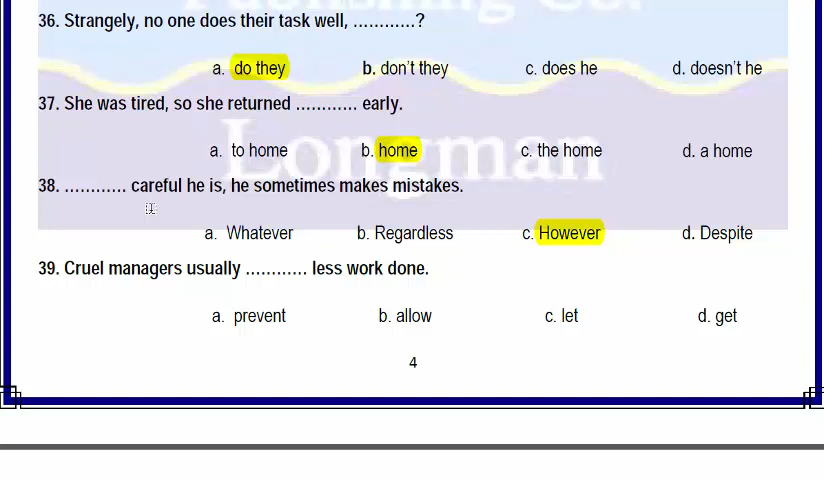 Publishing Co.
36. Strangely, no one does their task well, ............?
a. do they b. don't they c. does he d. doesn't he
37. She was tired, so she returned ............ early.
Longman
a. to home b. home c. the home d. a home
38. ............ careful he is, he sometimes makes mistakes.
a. Whatever b. Regardless c. However d. Despite
39. Cruel managers usually ............ less work done.
a. prevent b. allow c. let d. get
4